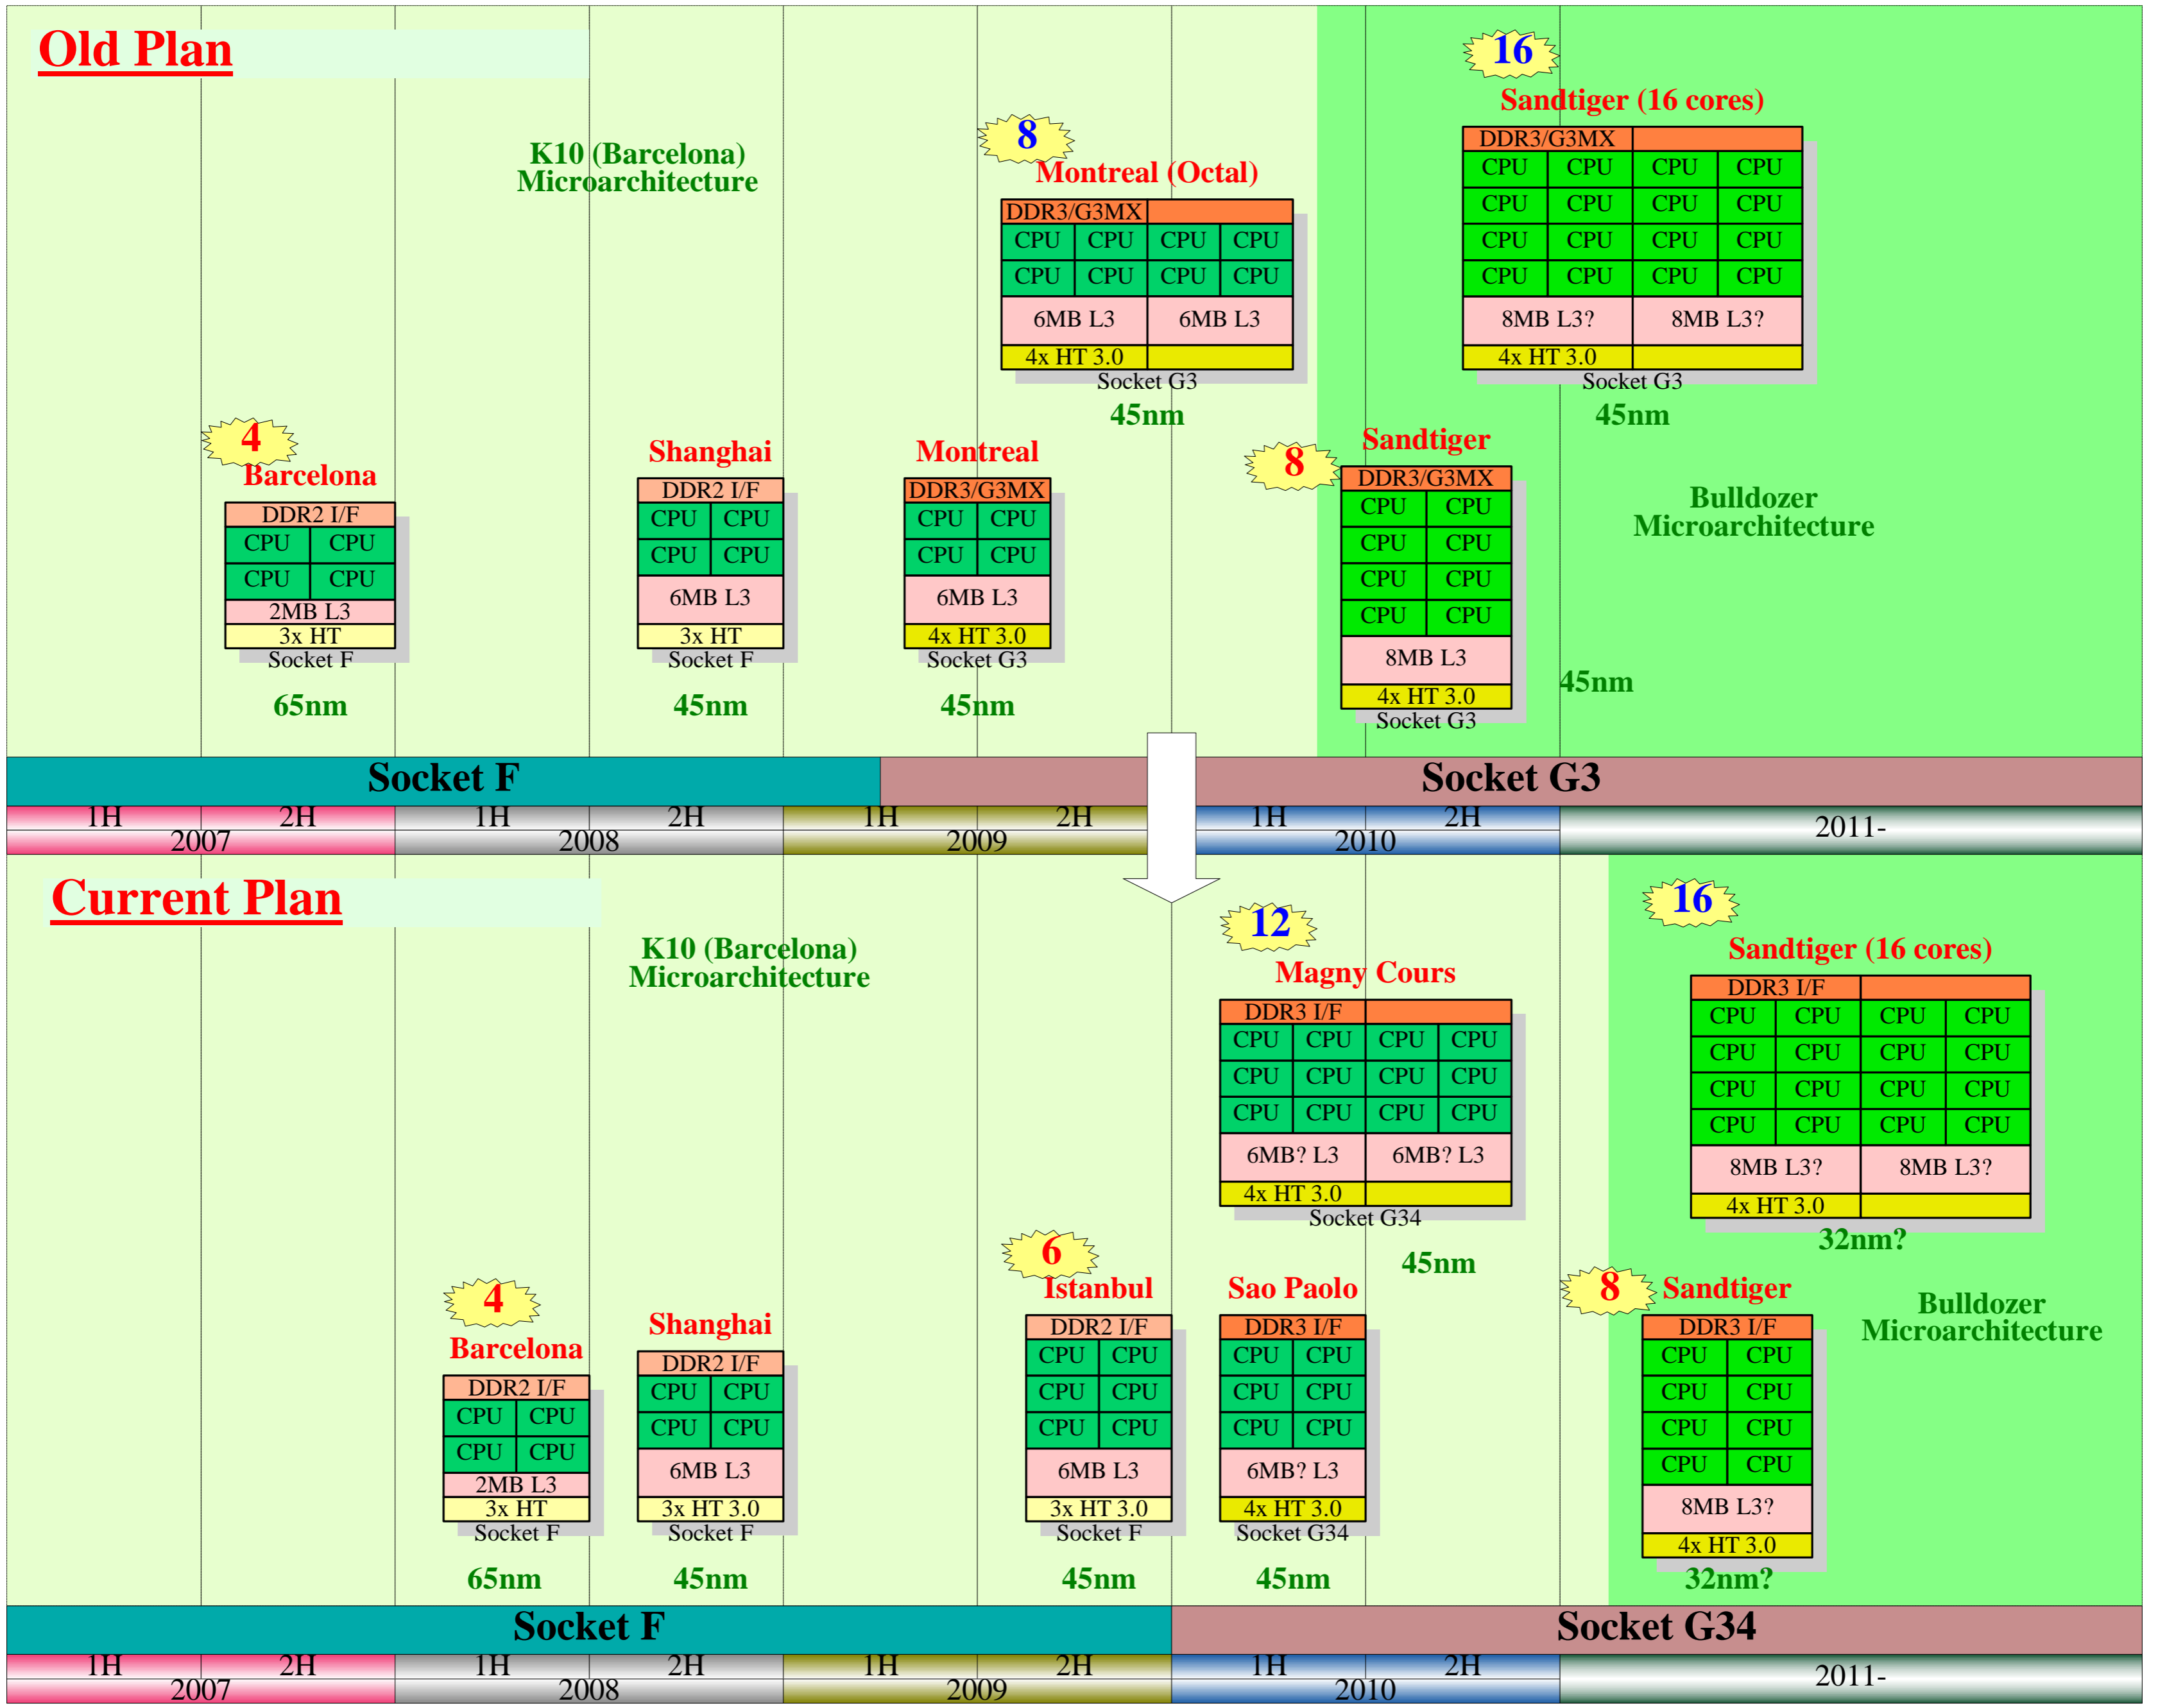 Old Plan
16
Sandtiger (16 cores)
DDR3/G3MX
CPU CPU CPU CPU
CPU CPU CPU CPU
CPU CPU CPU CPU
CPU CPU CPU CPU
8MB L3? 8MB L3?
4x HT 3.0
Socket G3
45nm
8
Montreal (Octal)
DDR3/G3MX
CPU CPU CPU CPU
CPU CPU CPU CPU
6MB L3 6MB L3
4x HT 3.0
Socket G3
45nm
K10 (Barcelona)
Microarchitecture
4
Barcelona
DDR2 I/F
CPU CPU
CPU CPU
2MB L3
3x HT
Socket F
65nm
Shanghai
DDR2 I/F
CPU CPU
CPU CPU
6MB L3
3x HT
Socket F
45nm
Montreal
DDR3/G3MX
CPU CPU
CPU CPU
6MB L3
4x HT 3.0
Socket G3
45nm
8
Sandtiger
DDR3/G3MX
CPU CPU
CPU CPU
CPU CPU
CPU CPU
8MB L3
4x HT 3.0
Socket G3
45nm
Bulldozer
Microarchitecture
Socket F Socket G3
1H 2H 1H 2H 1H 2H 1H 2H 2011-
2007 2008 2009 2010
Current Plan
K10 (Barcelona)
Microarchitecture
12
Magny Cours
DDR3 I/F
CPU CPU CPU CPU
CPU CPU CPU CPU
CPU CPU CPU CPU
6MB? L3 6MB? L3
4x HT 3.0
Socket G34
45nm
16
Sandtiger (16 cores)
DDR3 I/F
CPU CPU CPU CPU
CPU CPU CPU CPU
CPU CPU CPU CPU
CPU CPU CPU CPU
8MB L3? 8MB L3?
4x HT 3.0
32nm?
4
Barcelona
DDR2 I/F
CPU CPU
CPU CPU
2MB L3
3x HT
Socket F
65nm
Shanghai
DDR2 I/F
CPU CPU
CPU CPU
6MB L3
3x HT 3.0
Socket F
45nm
6
Istanbul
DDR2 I/F
CPU CPU
CPU CPU
CPU CPU
6MB L3
3x HT 3.0
Socket F
45nm
Sao Paolo
DDR3 I/F
CPU CPU
CPU CPU
CPU CPU
6MB? L3
4x HT 3.0
Socket G34
45nm
8
Sandtiger
DDR3 I/F
CPU CPU
CPU CPU
CPU CPU
CPU CPU
8MB L3?
4x HT 3.0
32nm?
Bulldozer
Microarchitecture
Socket F Socket G34
1H 2H 1H 2H 1H 2H 1H 2H 2011-
2007 2008 2009 2010